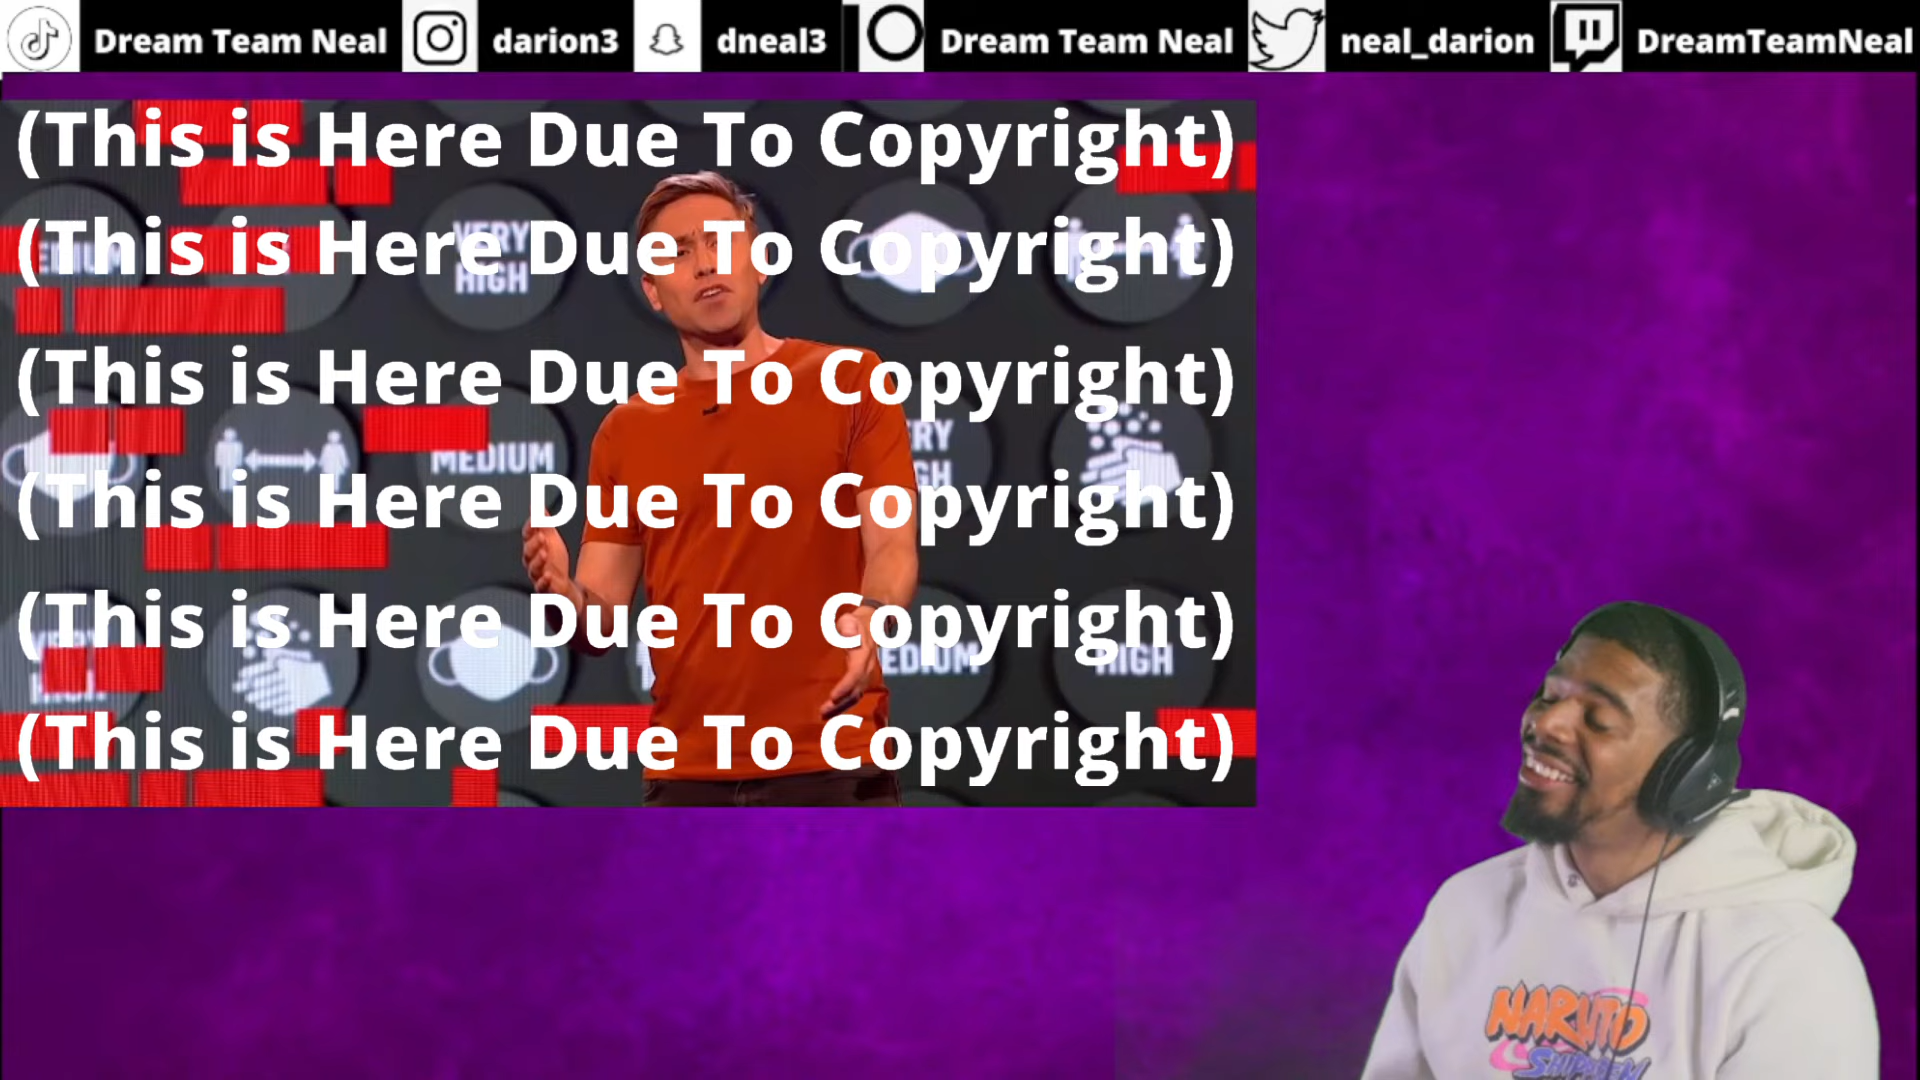 Dream Team Neal darion3 dneal3 Dream Team Neal neal_darion DreamTeamNeal
(This is Here Due To Copyright)
VERY
(This is Here Due To Copyright)
HIGH
(This is Here Due To Copyright)
MEDIUM
(This is Here Due To Copyright)
(This is Here Due To Copyright)
HIGH
(This is Here Due To Copyright)
NARUTO
SHIPPUDEN